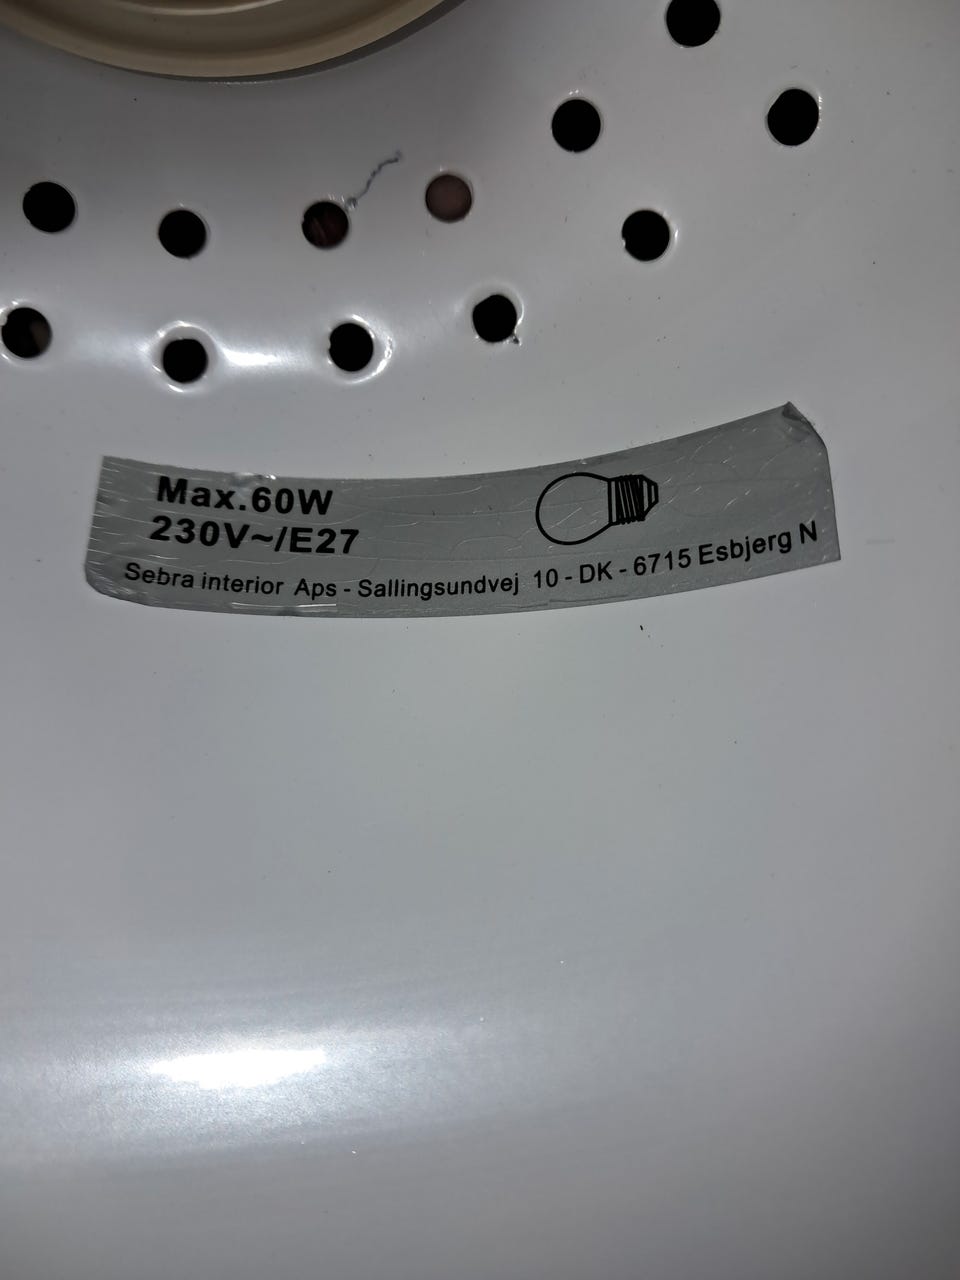 Max.60W
230V~/E27
Sebra interior Aps - Sallingsundvej 10 - DK - 6715 Esbjerg N